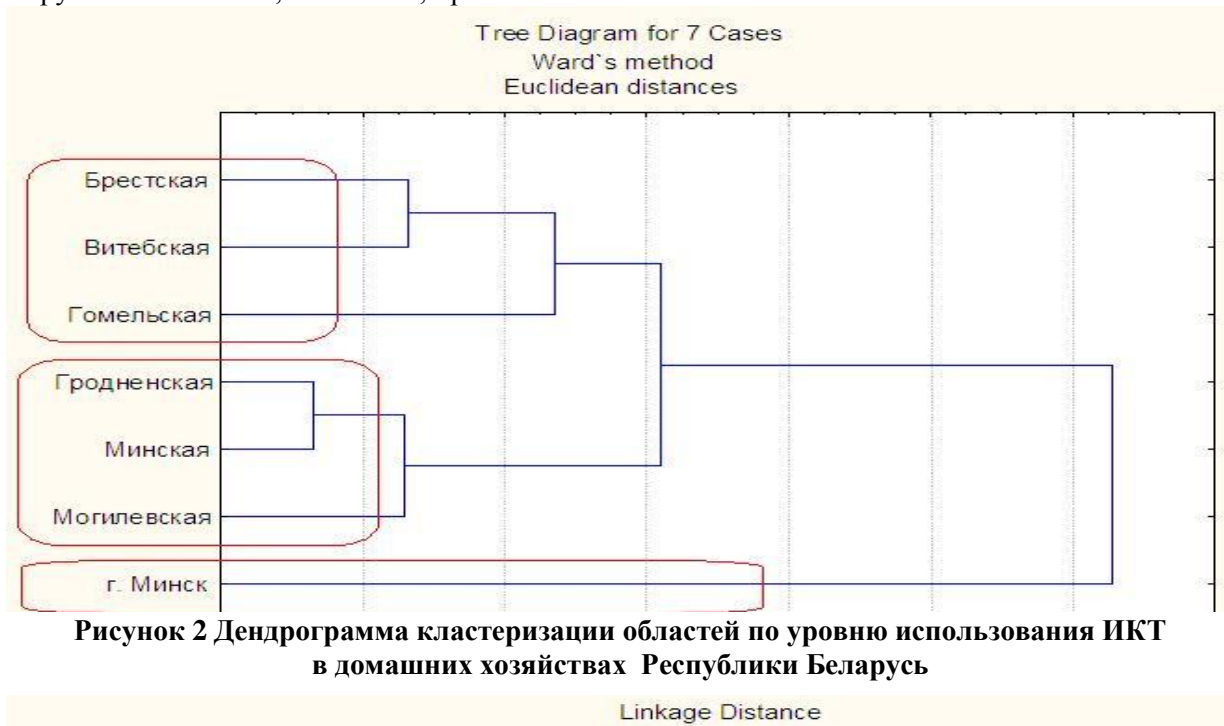 Tree Diagram for 7 Cases
Ward`s method
Euclidean distances
Брестская
Витебская
Гомельская
Гродненская
Минская
Могилевская
г. Минск
Рисунок 2 Дендрограмма кластеризации областей по уровню использования ИКТ
в домашних хозяйствах Республики Беларусь
Linkage Distance